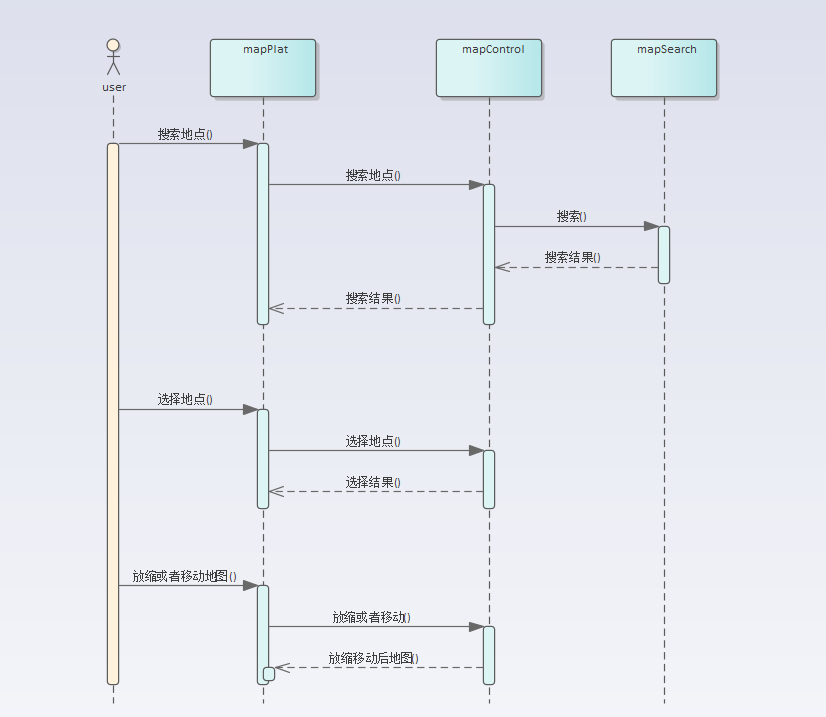 user
mapPlat
mapControl
mapSearch
搜索地点()
搜索地点()
搜索()
搜索结果()
搜索结果()
选择地点()
选择地点()
选择结果()
放缩或者移动地图()
放缩或者移动()
放缩移动后地图()